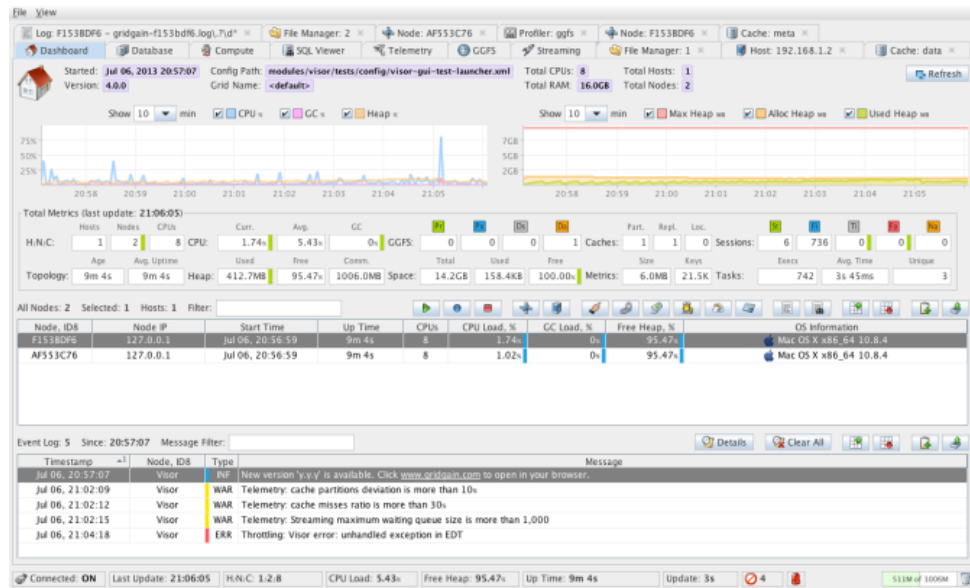 File View
Log: F153BDF6 - gridgain-f153bdf6.log\.?\d* File Manager: 2 Node: AF553C76 Profiler: ggfs Node: F153BDF6 Cache: meta
Dashboard Database Compute SQL Viewer Telemetry GGFS Streaming File Manager: 1 Host: 192.168.1.2 Cache: data
Started: Jul 06, 2013 20:57:07 Config Path: modules/visor/tests/config/visor-gui-test-launcher.xml Total CPUs: 8 Total Hosts: 1
Version: 4.0.0 Grid Name: <default> Total RAM: 16.0GB Total Nodes: 2
Refresh
Show 10 min CPU % GC % Heap % Show 10 min Max Heap MB Alloc Heap MB Used Heap MB
75% 7GB
50% 5GB
25% 2GB
20:58 20:59 21:00 21:01 21:02 21:03 21:04 21:05 20:58 20:59 21:00 21:01 21:02 21:03 21:04 21:05
Total Metrics (last update: 21:06:05)
Hosts Nodes CPUs Curr. Avg. GC Pr Px Ds Du Part. Repl. Loc. St Fi Ti Fa No
H:N:C: 1 2 8 CPU: 1.74% 5.43% 0% GGFS: 0 0 0 1 Caches: 1 1 0 Sessions: 6 736 0 0 0
Age Avg. Uptime Used Free Comm. Total Used Free Size Keys Execs Avg. Time Unique
Topology: 9m 4s 9m 4s Heap: 412.7MB 95.47% 1006.0MB Space: 14.2GB 158.4KB 100.00% Metrics: 6.0MB 21.5K Tasks: 742 3s 45ms 3
All Nodes: 2 Selected: 1 Hosts: 1 Filter:
Node, ID8 Node IP Start Time Up Time CPUs CPU Load, % GC Load, % Free Heap, % OS Information
F153BDF6 127.0.0.1 Jul 06, 20:56:59 9m 4s 8 1.74% 0% 95.47% Mac OS X x86_64 10.8.4
AF553C76 127.0.0.1 Jul 06, 20:56:59 9m 4s 8 1.02% 0% 95.47% Mac OS X x86_64 10.8.4
Event Log: 5 Since: 20:57:07 Message Filter: Details Clear All
Timestamp Node, ID8 Type Message
Jul 06, 20:57:07 Visor INF New version 'y.y.y' is available. Click www.gridgain.com to open in your browser.
Jul 06, 21:02:09 Visor WAR Telemetry: cache partitions deviation is more than 10%
Jul 06, 21:02:12 Visor WAR Telemetry: cache misses ratio is more than 30%
Jul 06, 21:02:15 Visor WAR Telemetry: Streaming maximum waiting queue size is more than 1,000
Jul 06, 21:04:18 Visor ERR Throttling: Visor error: unhandled exception in EDT
Connected: ON Last Update: 21:06:05 H:N:C: 1:2:8 CPU Load: 5.43% Free Heap: 95.47% Up Time: 9m 4s Update: 3s 4 511M of 1006M